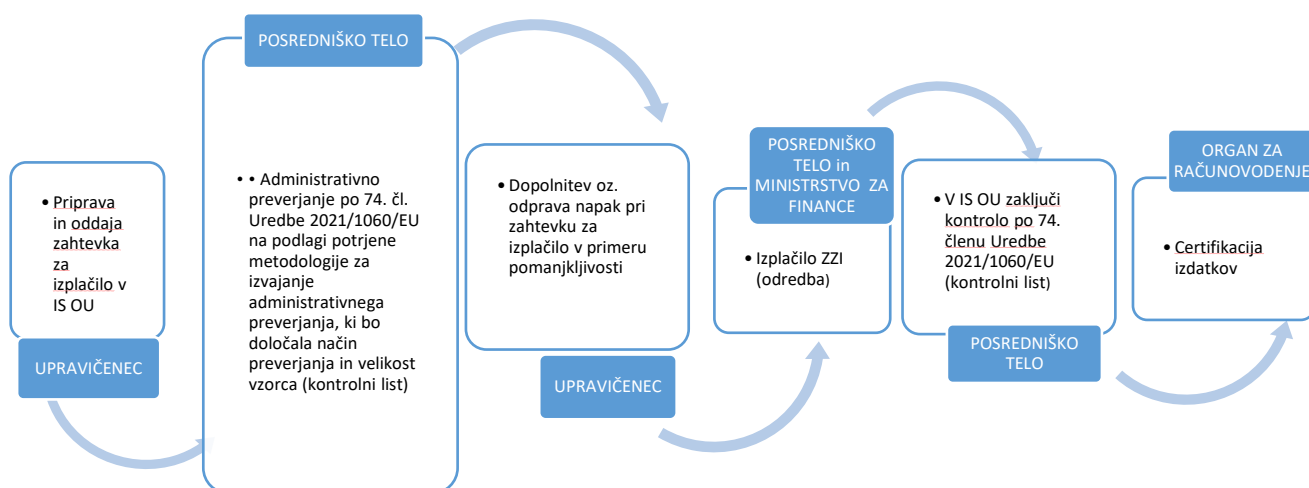 • Priprava
in oddaja
zahtevka
za
izplačilo v
IS OU
UPRAVIČENEC
POSREDNIŠKO TELO
• • Administrativno
preverjanje po 74. čl.
Uredbe 2021/1060/EU
na podlagi potrjene
metodologije za
izvajanje
administrativnega
preverjanja, ki bo
določala način
preverjanja in velikost
vzorca (kontrolni list)
• Dopolnitev oz.
odprava napak pri
zahtevku za
izplačilo v primeru
pomanjkljivosti
UPRAVIČENEC
POSREDNIŠKO
TELO in
MINISTRSTVO ZA
FINANCE
• Izplačilo ZZI
(odredba)
• V IS OU zaključi
kontrolo po 74.
členu Uredbe
2021/1060/EU
(kontrolni list)
POSREDNIŠKO
TELO
ORGAN ZA
RAČUNOVODENJE
• Certifikacija
izdatkov